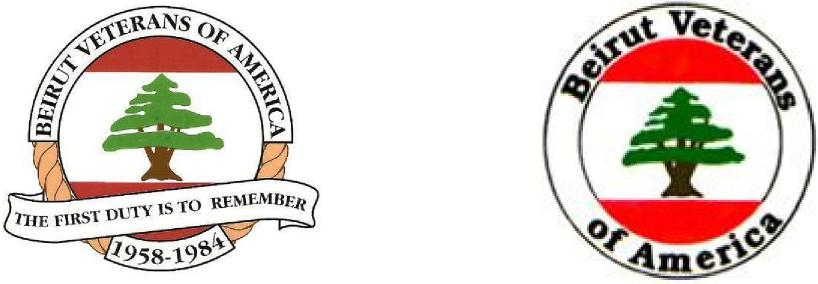 BEIRUT VETERANS OF AMERICA
THE FIRST DUTY IS TO REMEMBER
1958-1984
Beirut Veterans
of America